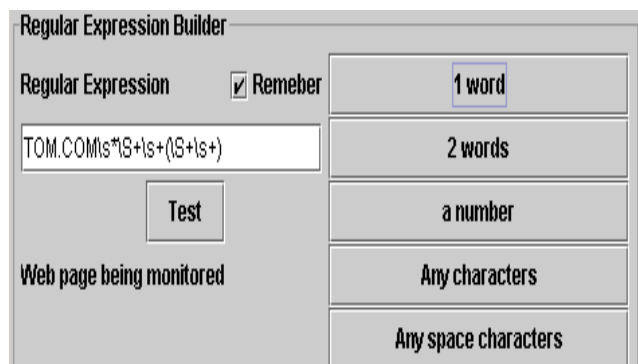 Regular Expression Builder
Regular Expression Remeber 1 word
TOM.COM\s*\S+\s+(\S+\s+) 2 words
Test a number
Web page being monitored Any characters
Any space characters